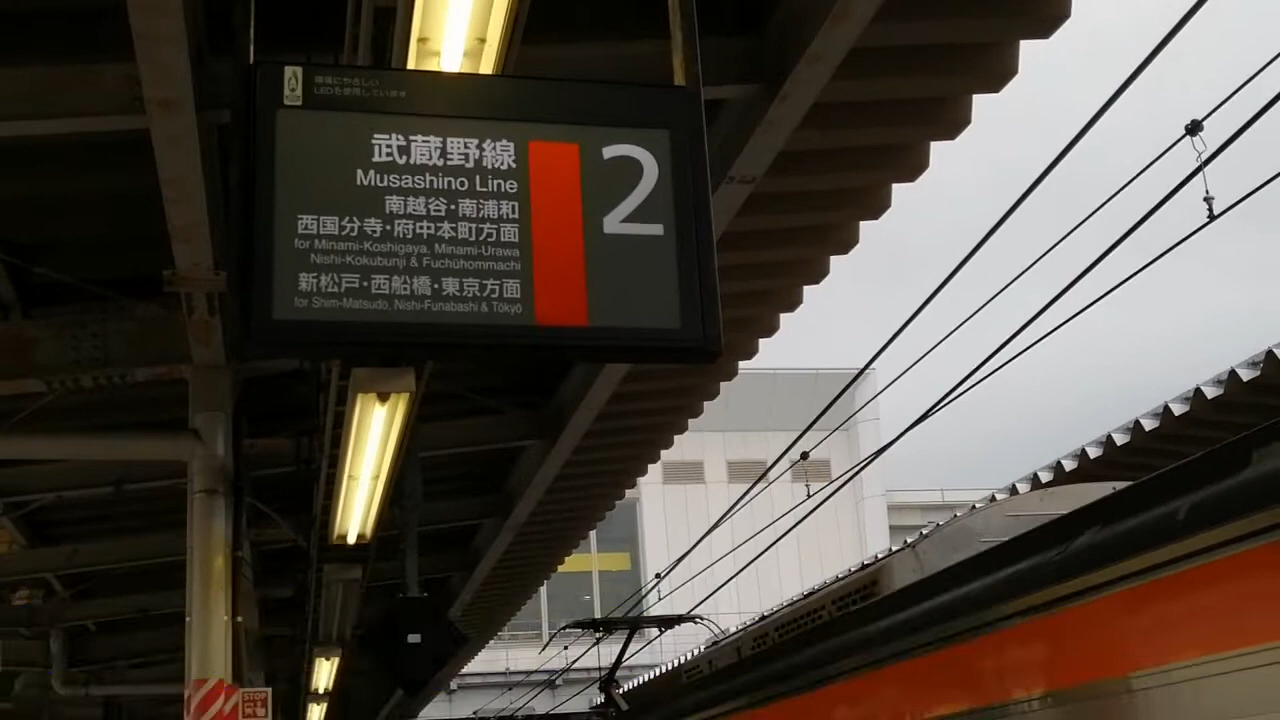 環境にやさしい
LEDを使用しています
武蔵野線
Musashino Line
2
南越谷・南浦和
西国分寺・府中本町方面
for Minami-Koshigaya, Minami-Urawa
Nishi-Kokubunji & Fuchūhommachi
新松戸・西船橋・東京方面
for Shim-Matsudo, Nishi-Funabashi & Tōkyō
STOP